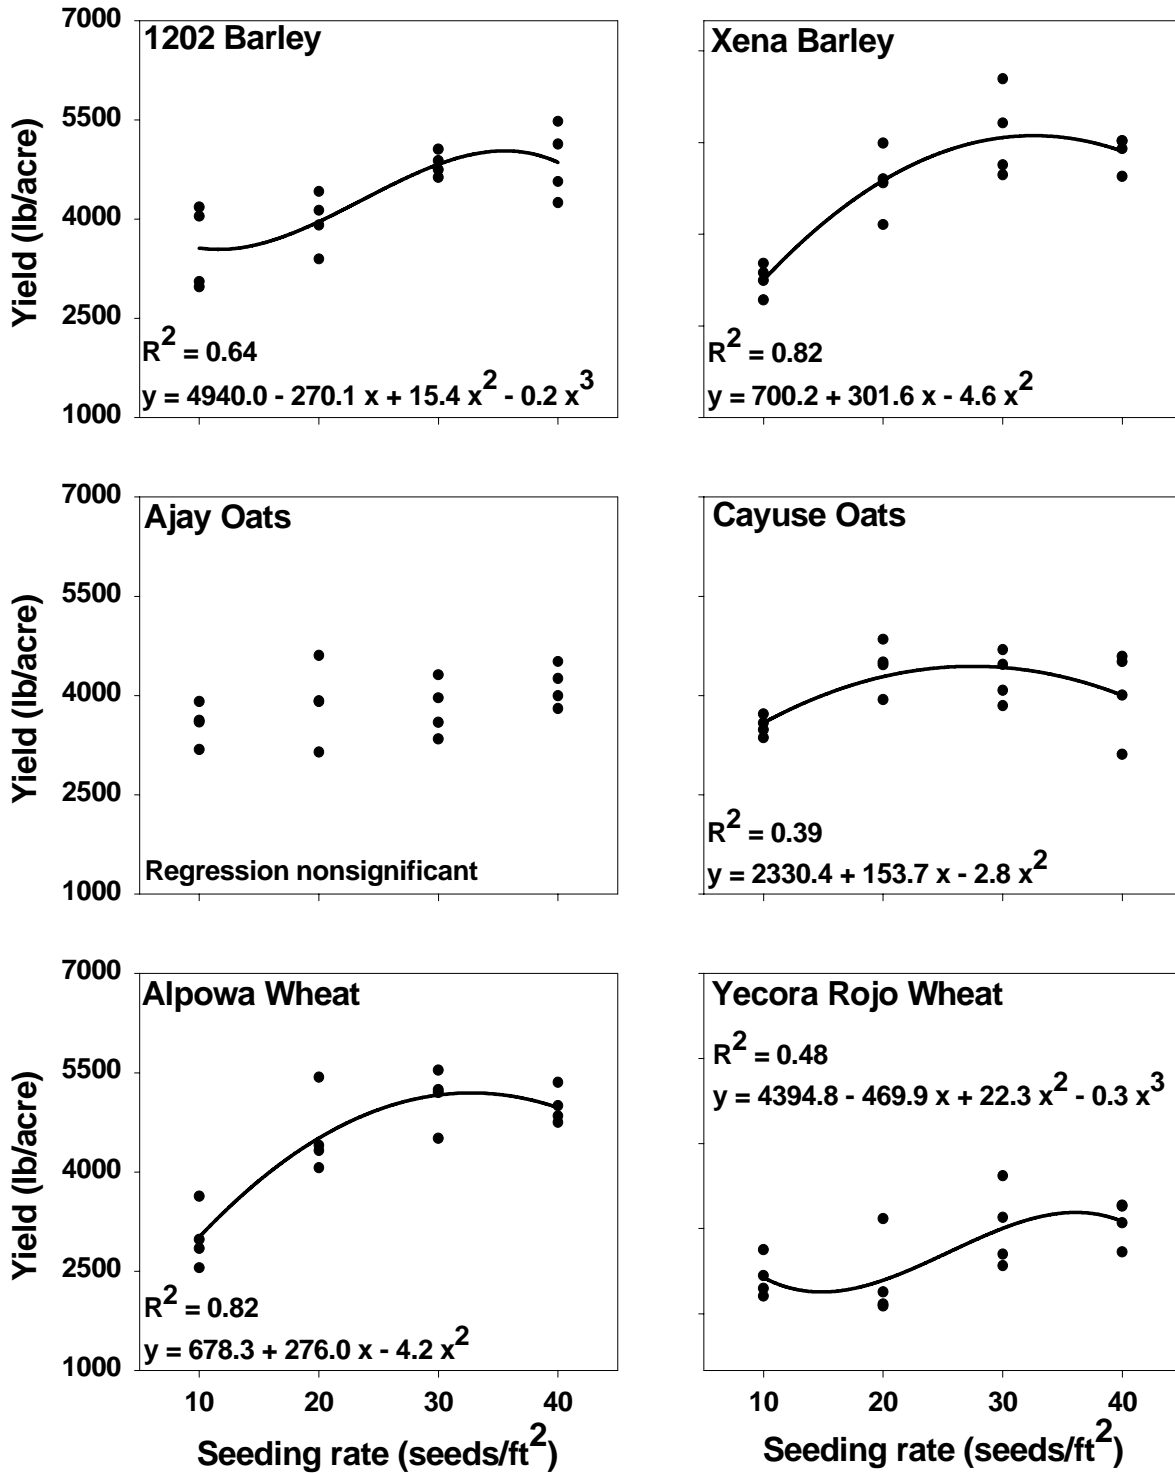 7000
1202 Barley
5500
Yield (lb/acre)
4000
2500
R² = 0.64
y = 4940.0 - 270.1 x + 15.4 x² - 0.2 x³
1000
Xena Barley
R² = 0.82
y = 700.2 + 301.6 x - 4.6 x²
7000
Ajay Oats
5500
Yield (lb/acre)
4000
2500
Regression nonsignificant
1000
Cayuse Oats
R² = 0.39
y = 2330.4 + 153.7 x - 2.8 x²
7000
Alpowa Wheat
5500
Yield (lb/acre)
4000
2500
R² = 0.82
y = 678.3 + 276.0 x - 4.2 x²
1000
10 20 30 40
Seeding rate (seeds/ft²)
Yecora Rojo Wheat
R² = 0.48
y = 4394.8 - 469.9 x + 22.3 x² - 0.3 x³
10 20 30 40
Seeding rate (seeds/ft²)